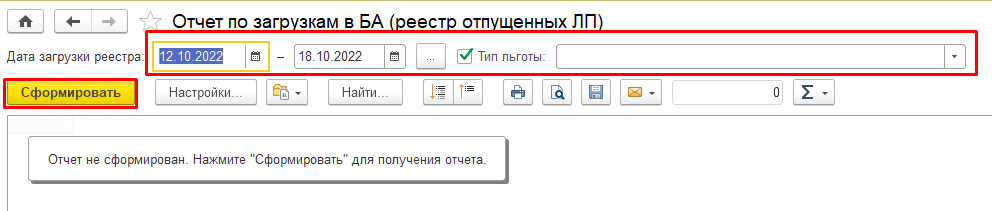 Отчет по загрузкам в БА (реестр отпущенных ЛП)
Дата загрузки реестра: 12.10.2022 – 18.10.2022 ... Тип льготы:
Сформировать Настройки... Найти... 0 Σ
Отчет не сформирован. Нажмите "Сформировать" для получения отчета.